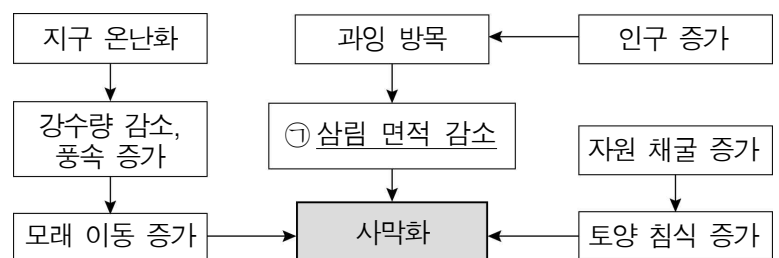 지구 온난화
과잉 방목
인구 증가
강수량 감소,
풍속 증가
㉠ 삼림 면적 감소
자원 채굴 증가
모래 이동 증가
사막화
토양 침식 증가